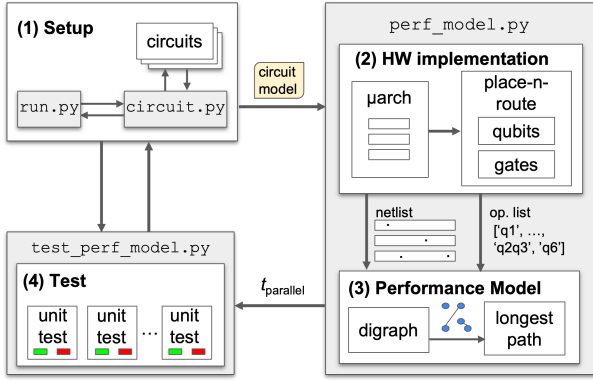 (1) Setup
circuits
run.py
circuit.py
circuit
model
perf_model.py
(2) HW implementation
µarch
place-n-
route
qubits
gates
netlist
op. list
['q1', …,
'q2q3', 'q6']
(3) Performance Model
digraph
longest
path
t parallel
test_perf_model.py
(4) Test
unit
test
unit
test
...
unit
test